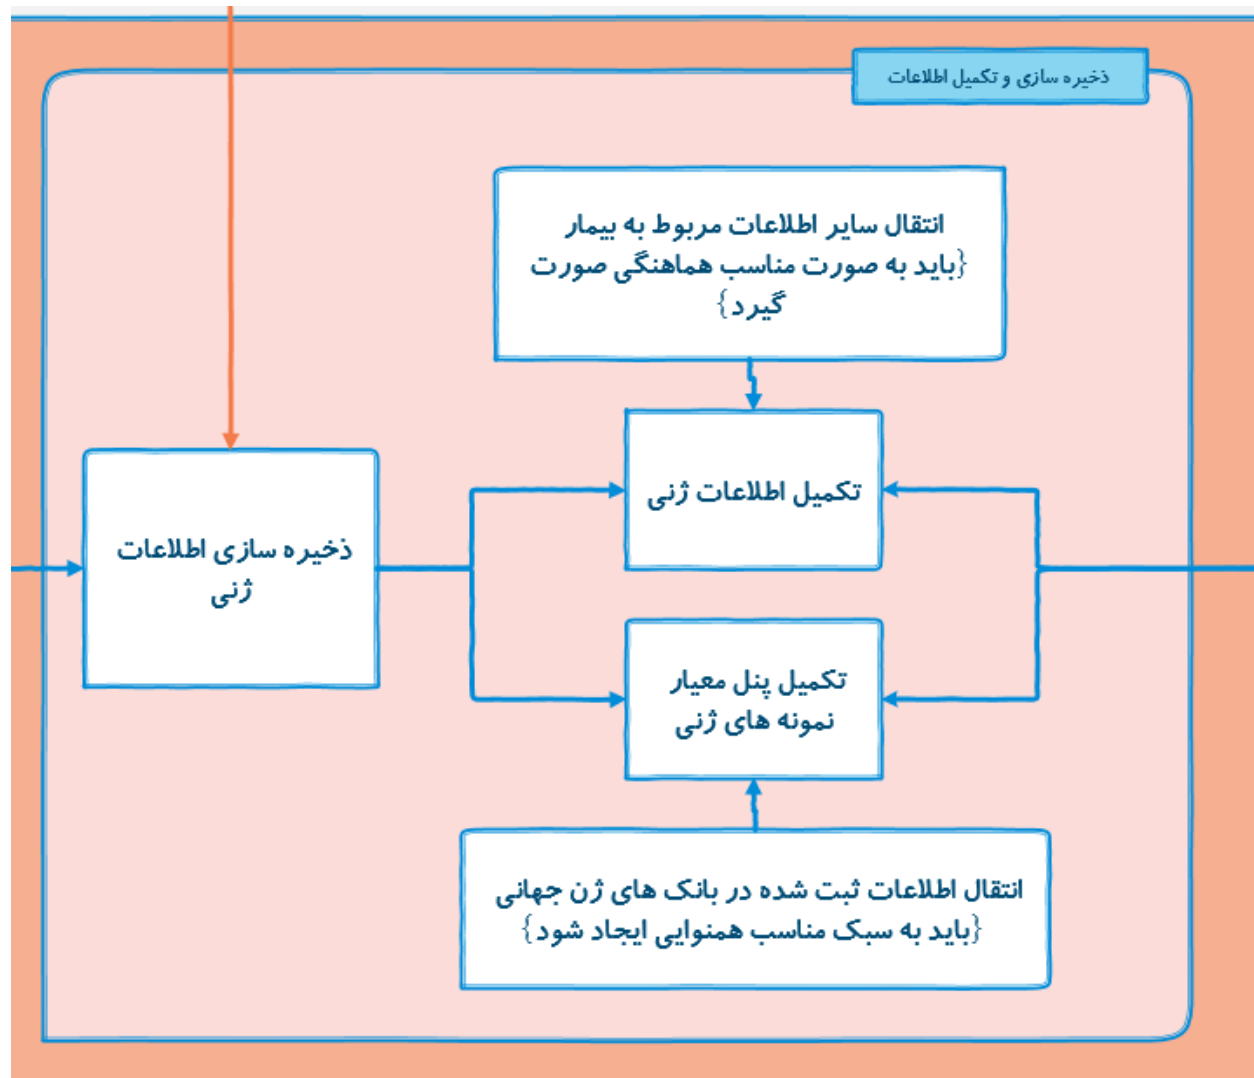 ذخیره سازی و تکمیل اطلاعات
انتقال سایر اطلاعات مربوط به بیمار
{باید به صورت مناسب هماهنگی صورت
گیرد}
تکمیل اطلاعات ژنی
ذخیره سازی اطلاعات
ژنی
تکمیل پنل معیار
نمونه های ژنی
انتقال اطلاعات ثبت شده در بانک های ژن جهانی
{باید به سبک مناسب همنوایی ایجاد شود}